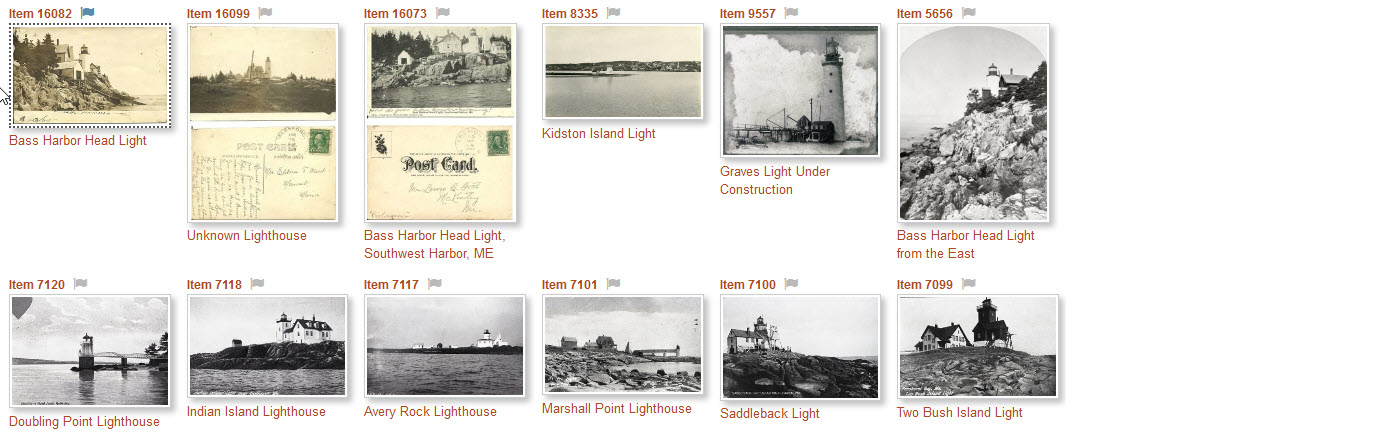 Item 16082
Bass Harbor Head Light
Item 16099
POST CARD
Unknown Lighthouse
Item 16073
Post Card.
Bass Harbor Head Light,
Southwest Harbor, ME
Item 8335
Kidston Island Light
Item 9557
Graves Light Under
Construction
Item 5656
Bass Harbor Head Light
from the East
Item 7120
Doubling Point Lighthouse
Item 7118
Indian Island Lighthouse
Item 7117
Avery Rock Lighthouse
Item 7101
Marshall Point Lighthouse
Item 7100
Saddleback Light
Item 7099
Two Bush Island Light